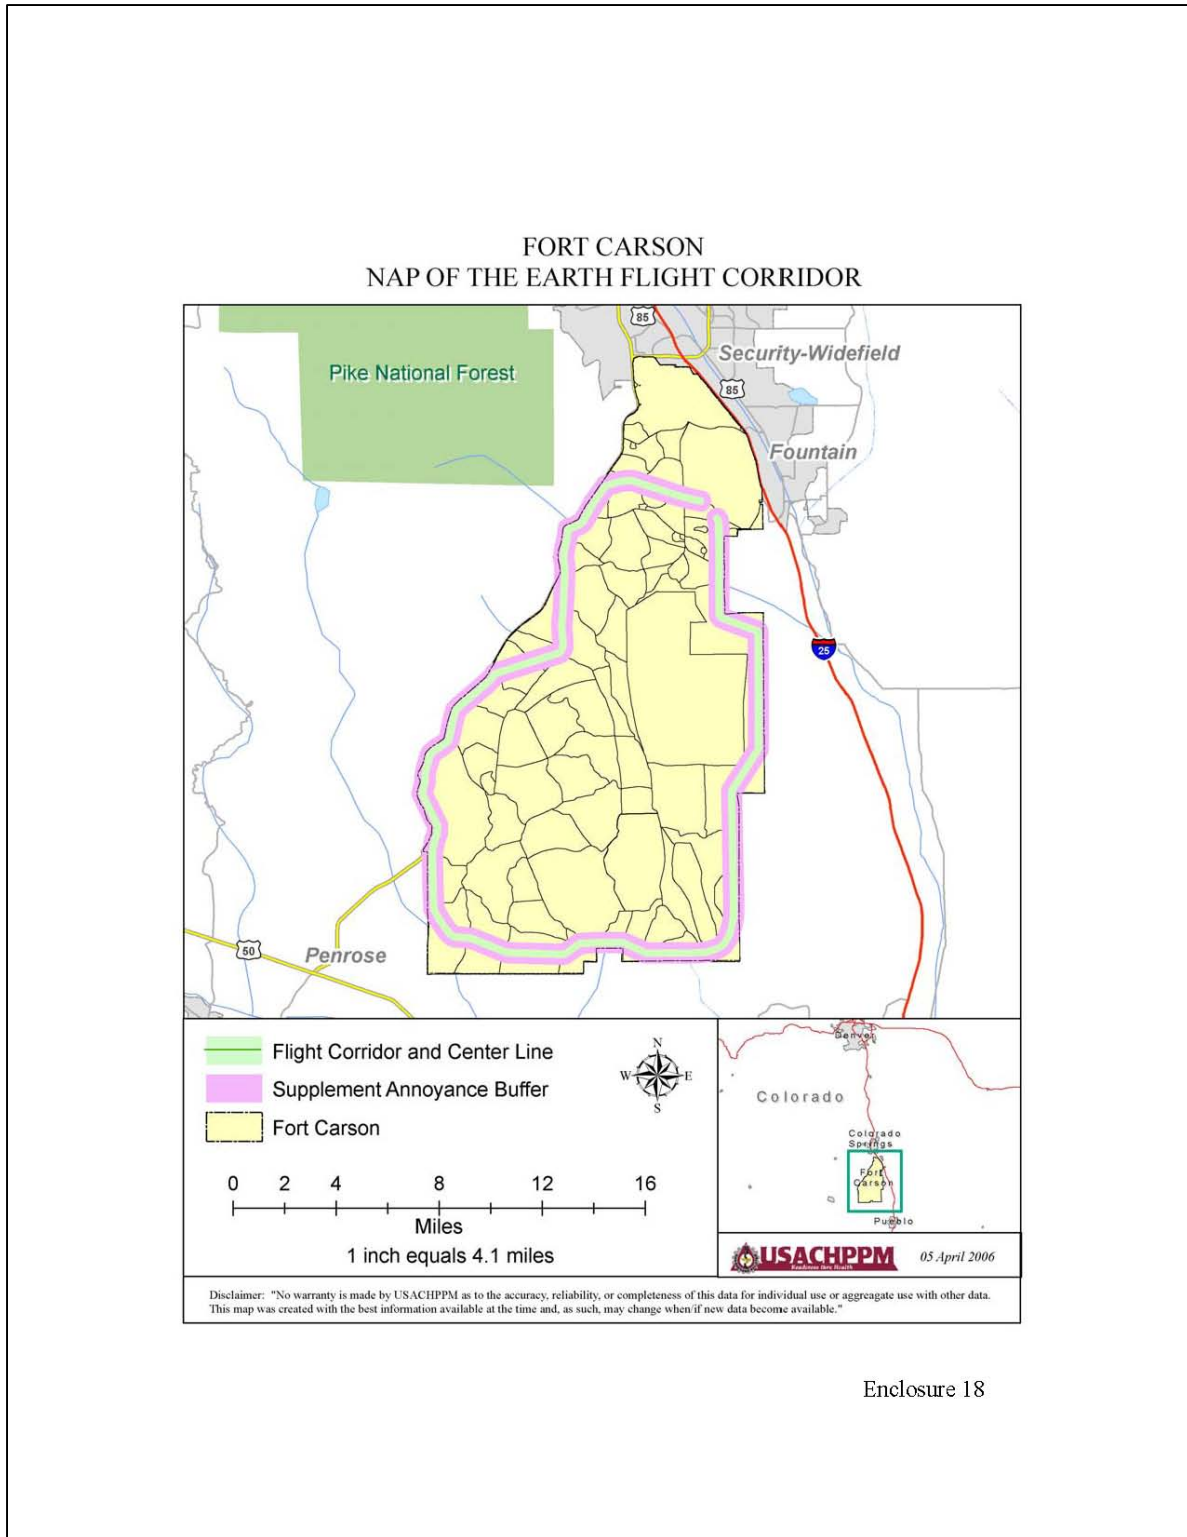 FORT CARSON
NAP OF THE EARTH FLIGHT CORRIDOR
85
Security-Widefield
Pike National Forest
85
Fountain
25
50
Penrose
Flight Corridor and Center Line
Supplement Annoyance Buffer
Fort Carson
N
W E
S
0 2 4 8 12 16
Miles
1 inch equals 4.1 miles
Denver
Colorado
Colorado
Springs
Fort
Carson
Pueblo
USACHPPM
Readiness thru Health
05 April 2006
Disclaimer: "No warranty is made by USACHPPM as to the accuracy, reliability, or completeness of this data for individual use or aggreagate use with other data.
This map was created with the best information available at the time and, as such, may change when/if new data become available."
Enclosure 18